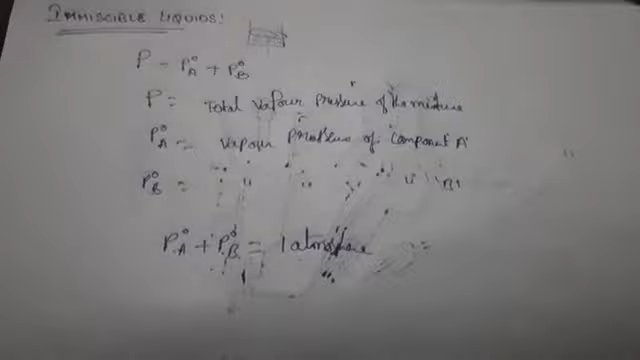 IMMISCIBLE LIQUIDS:
P = P°A + P°B
P = Total Vapour Pressure of the mixture
P°A = Vapour Pressure of Component A
P°B = " " " " " " B"
P°A + P°B = 1 atmosphere